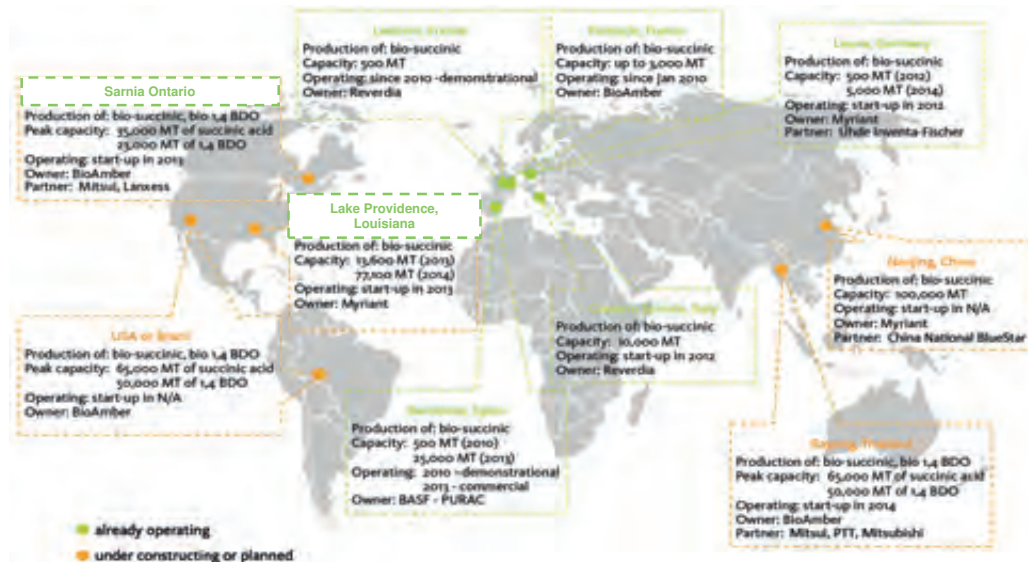 Sarnia Ontario
Production of: bio-succinic, bio 1,4 BDO
Peak capacity: 35,000 MT of succinic acid
23,000 MT of 1,4 BDO
Operating: start-up in 2013
Owner: BioAmber
Partner: Mitsui, Lanxess
France
Production of: bio-succinic
Capacity: 500 MT
Operating: since 2010 -demonstrational
Owner: Reverdia
France
Production of: bio-succinic
Capacity: up to 3,000 MT
Operating: since Jan 2010
Owner: BioAmber
Leuna, Germany
Production of: bio-succinic
Capacity: 500 MT (2012)
5,000 MT (2014)
Operating: start-up in 2012
Owner: Myriant
Partner: Uhde Inventa-Fischer
Lake Providence,
Louisiana
Production of: bio-succinic
Capacity: 13,600 MT (2013)
77,100 MT (2014)
Operating: start-up in 2013
Owner: Myriant
Nanjing, China
Production of: bio-succinic
Capacity: 100,000 MT
Operating: start-up in N/A
Owner: Myriant
Partner: China National BlueStar
USA or Brazil
Production of: bio-succinic, bio 1,4 BDO
Peak capacity: 65,000 MT of succinic acid
50,000 MT of 1,4 BDO
Operating: start-up in N/A
Owner: BioAmber
Italy
Production of: bio-succinic
Capacity: 10,000 MT
Operating: start-up in 2012
Owner: Reverdia
Spain
Production of: bio-succinic
Capacity: 500 MT (2010)
25,000 MT (2013)
Operating: 2010 -demonstrational
2013 - commercial
Owner: BASF - PURAC
Thailand
Production of: bio-succinic, bio 1,4 BDO
Peak capacity: 65,000 MT of succinic acid
50,000 MT of 1,4 BDO
Operating: start-up in 2014
Owner: BioAmber
Partner: Mitsui, PTT, Mitsubishi
already operating
under constructing or planned